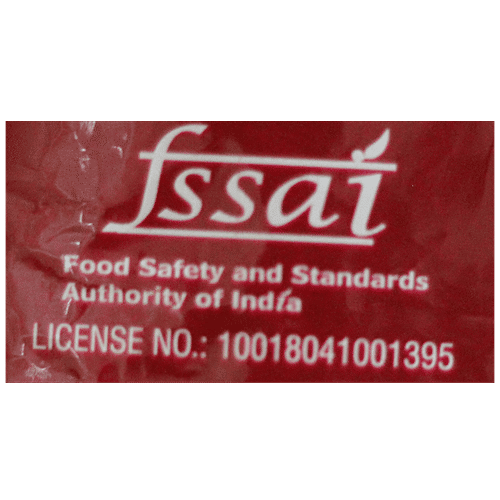 fssai
Food Safety and Standards
Authority of India
LICENSE NO.: 10018041001395